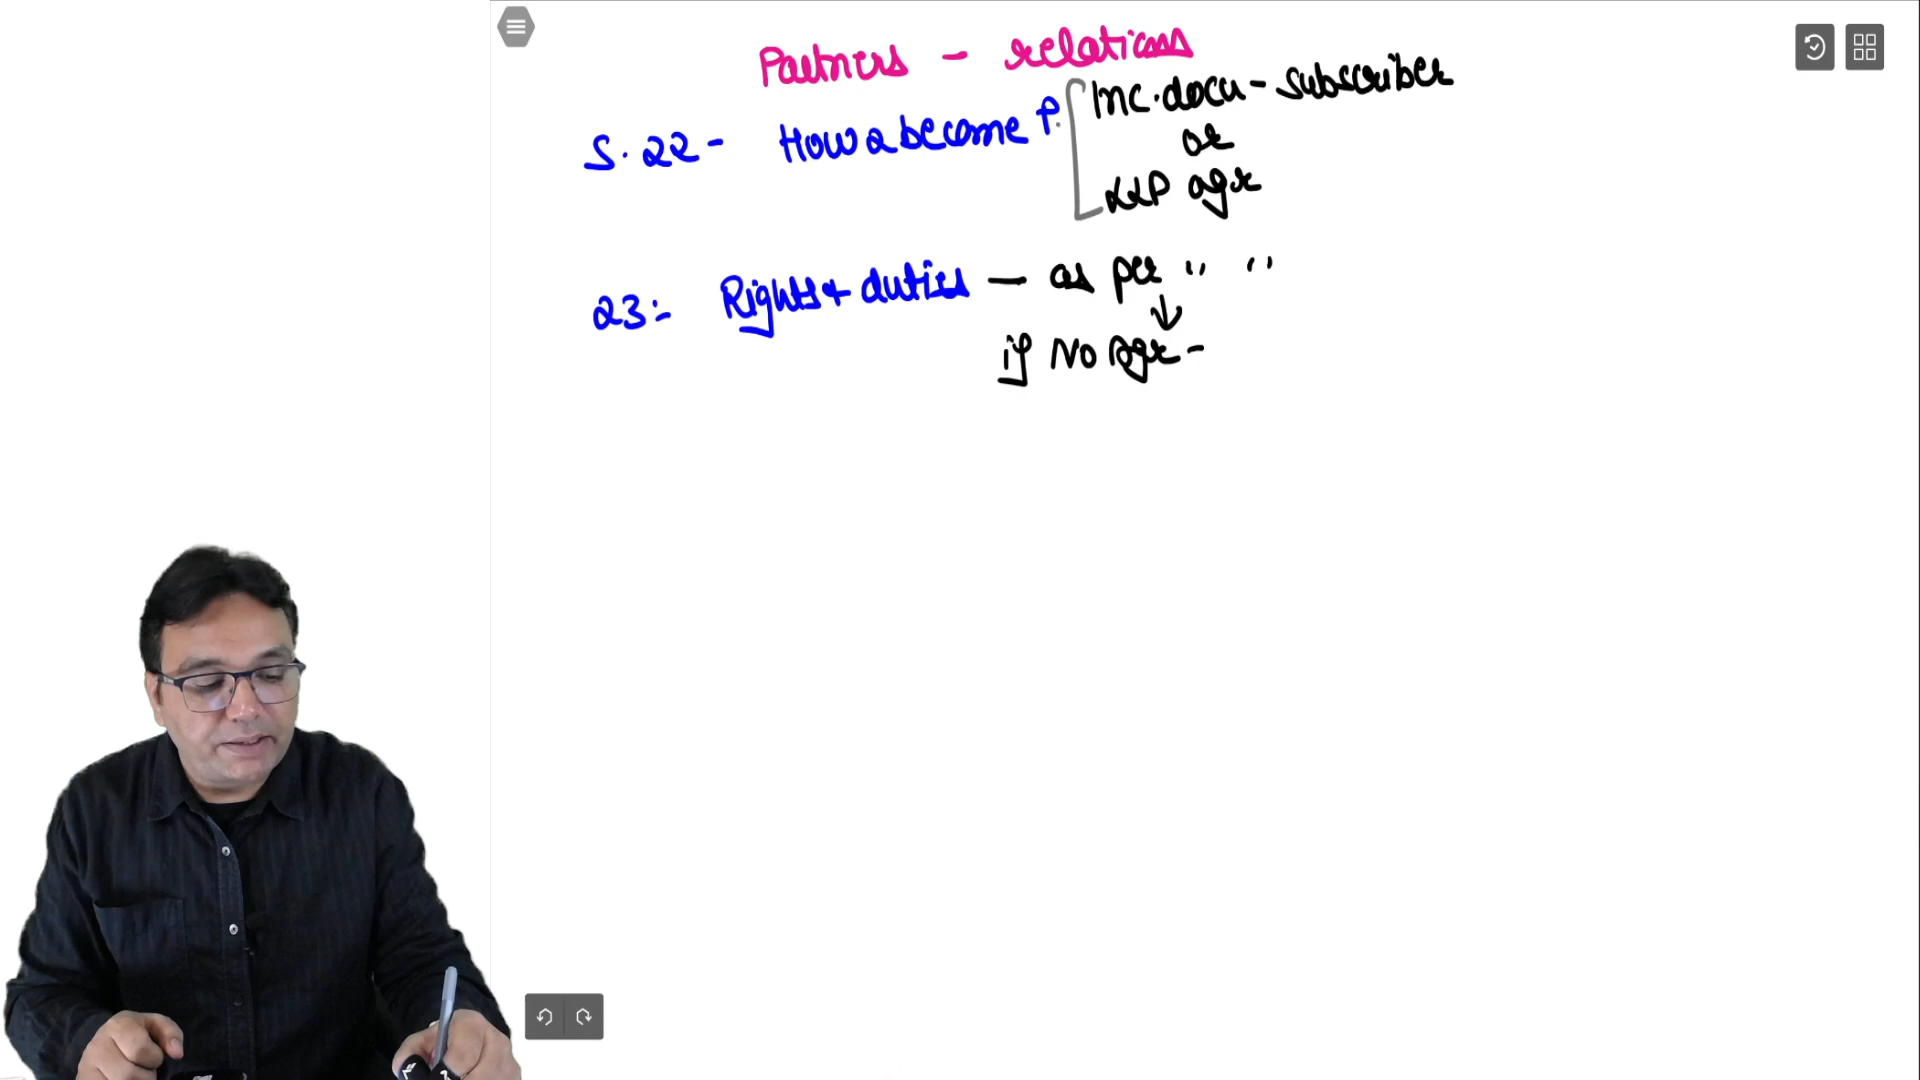 Partners - relations
S. 22 - How 2 become P. Inc. docu - subscriber
or
LLP agr
23:- Rights & duties - as per " "
if No Agr -